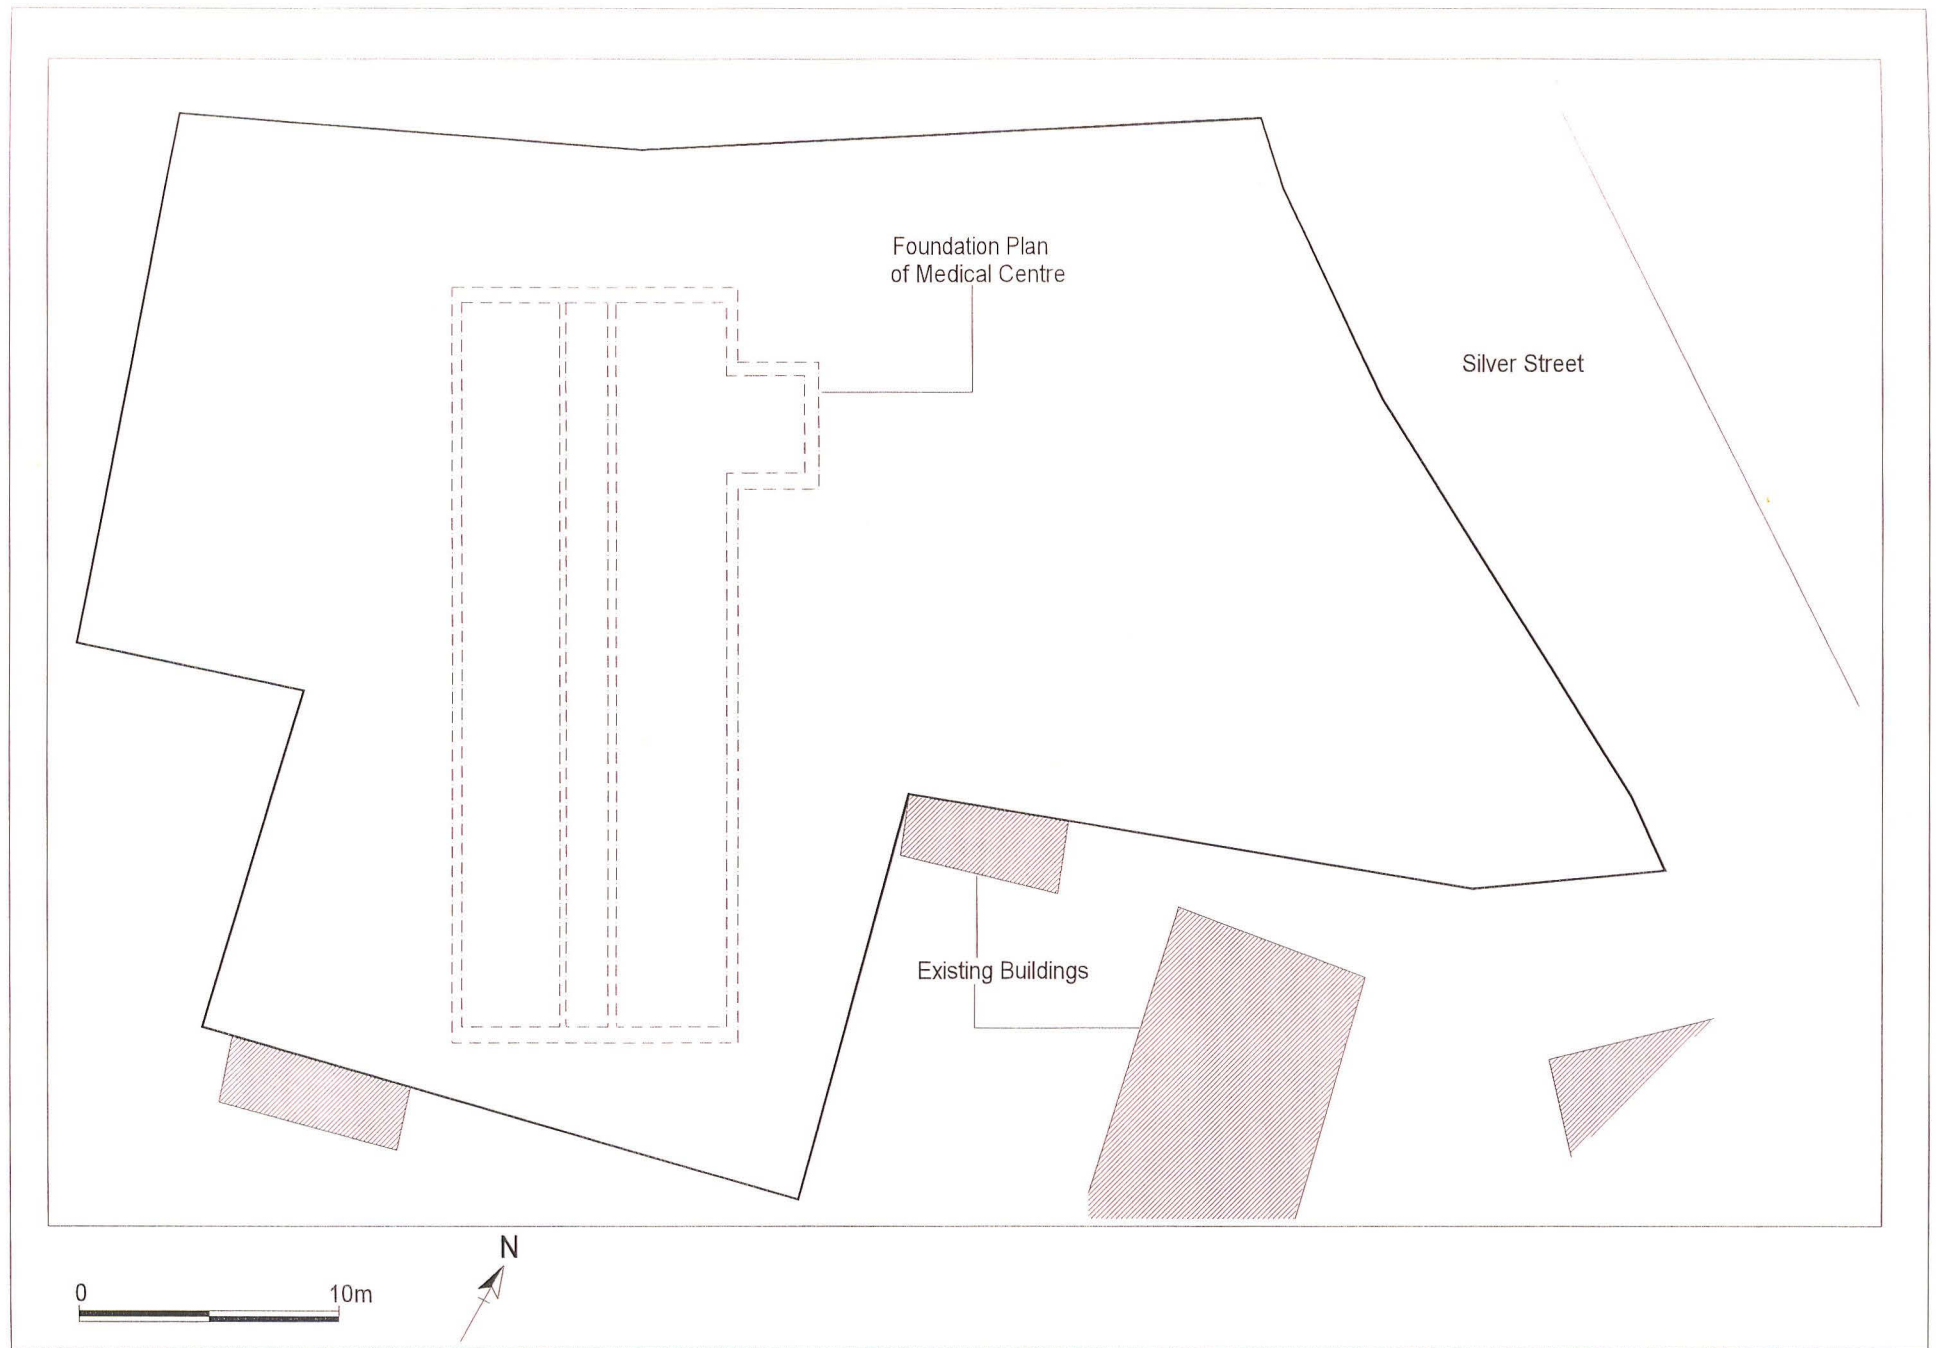 Foundation Plan
of Medical Centre
Silver Street
Existing Buildings
N
0 10m